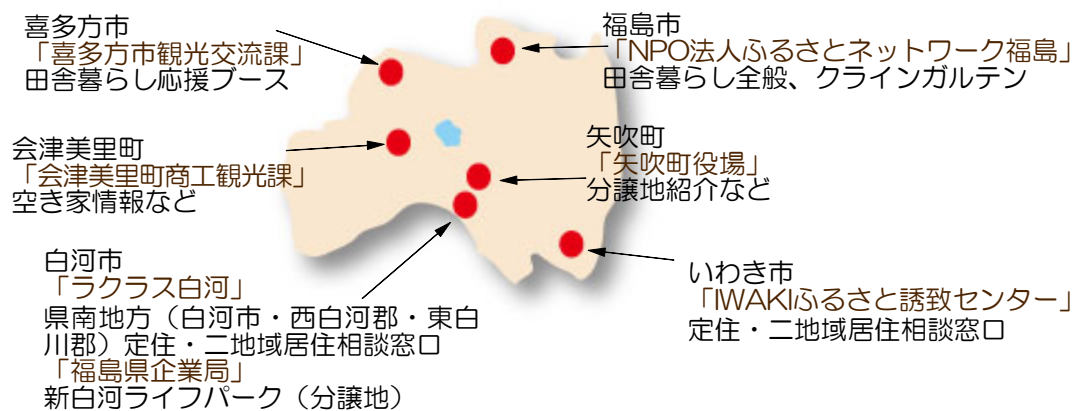 喜多方市
「喜多方市観光交流課」
田舎暮らし応援ブース
福島市
「NPO法人ふるさとネットワーク福島」
田舎暮らし全般、クラインガルテン
会津美里町
「会津美里町商工観光課」
空き家情報など
矢吹町
「矢吹町役場」
分譲地紹介など
白河市
「ラクラス白河」
県南地方（白河市・西白河郡・東白
川郡）定住・二地域居住相談窓口
「福島県企業局」
新白河ライフパーク（分譲地）
いわき市
「IWAKIふるさと誘致センター」
定住・二地域居住相談窓口